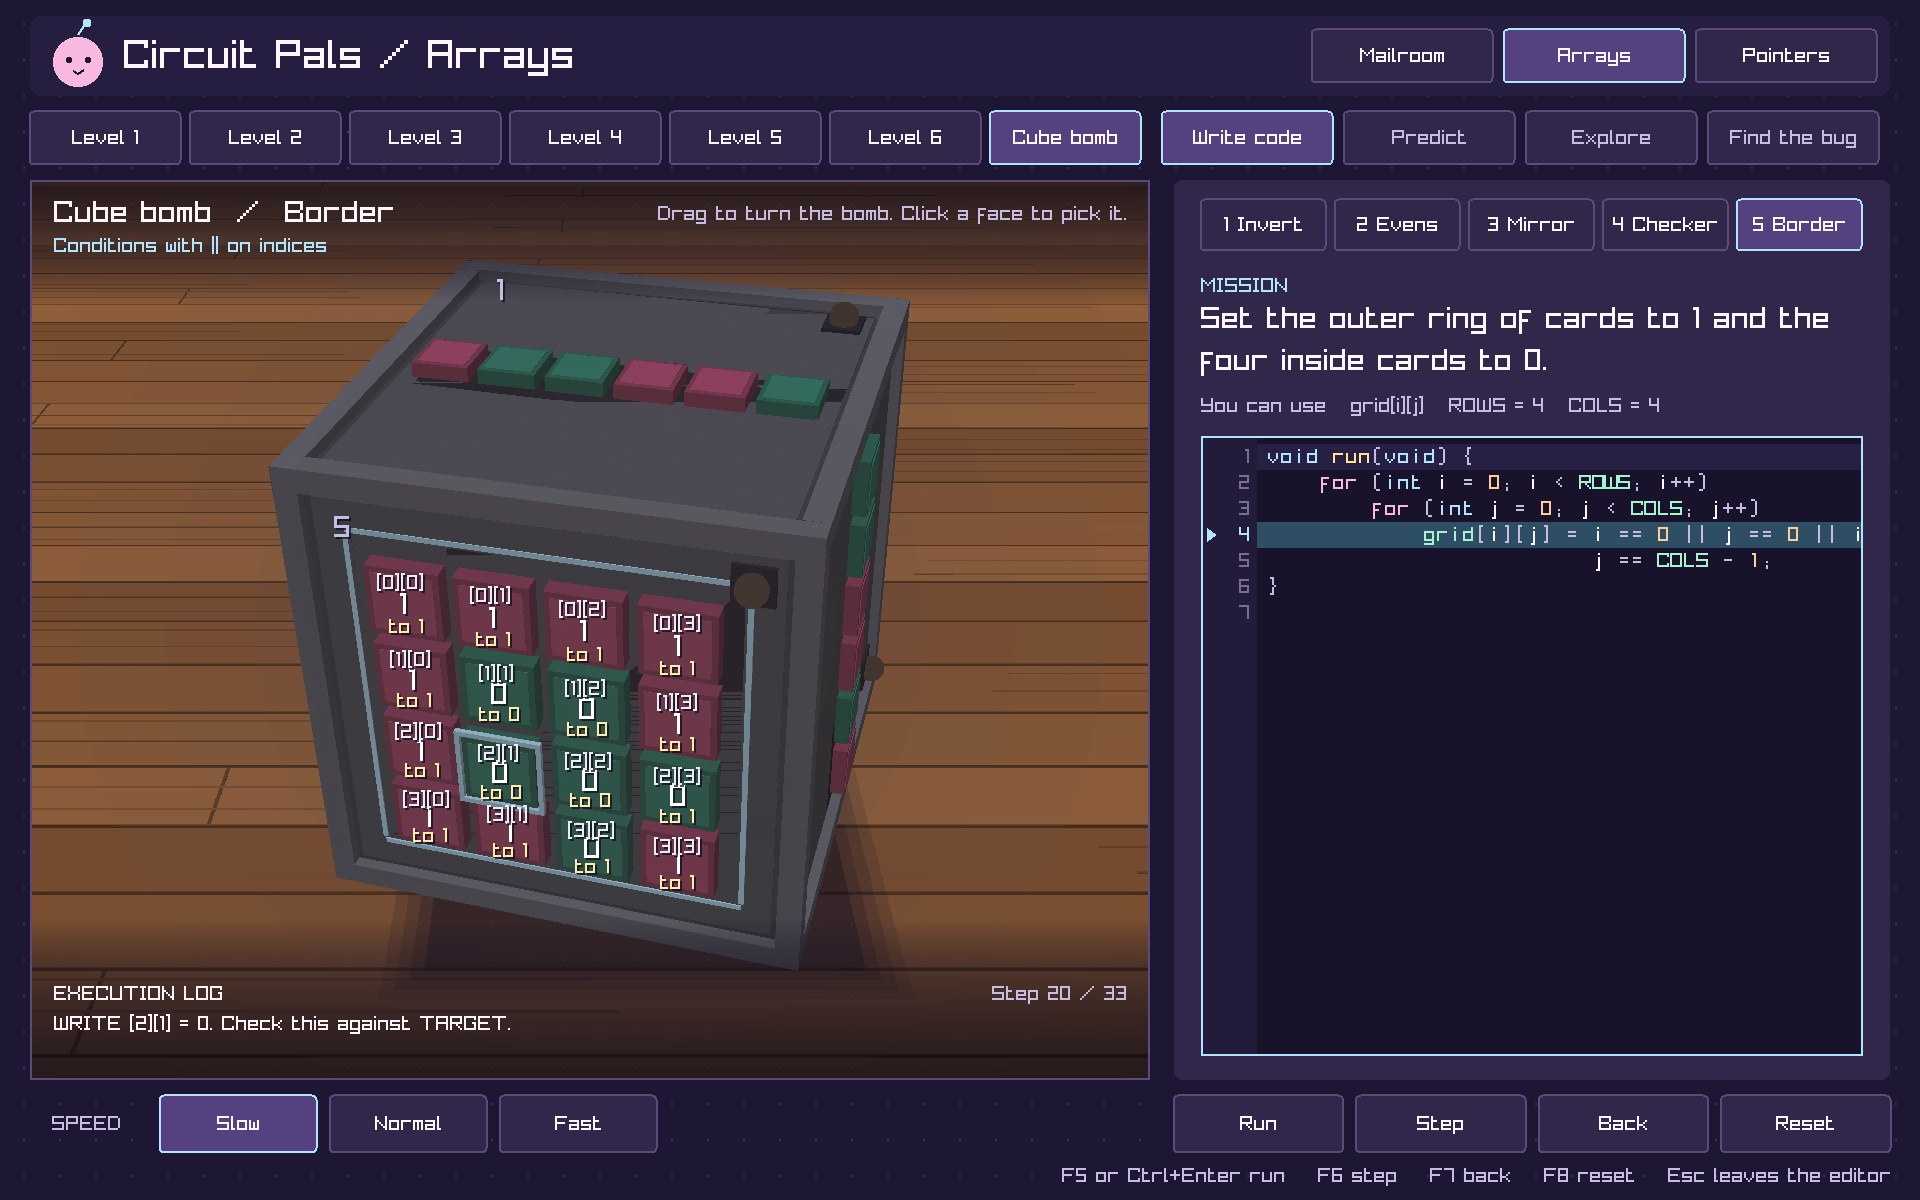 Circuit Pals / Arrays
Mailroom
Arrays
Pointers
Level 1
Level 2
Level 3
Level 4
Level 5
Level 6
Cube bomb
Write code
Predict
Explore
Find the bug
Cube bomb / Border
Drag to turn the bomb. Click a face to pick it.
Conditions with || on indices
1
5
[0][0]
1
to 1
[0][1]
1
to 1
[0][2]
1
to 1
[0][3]
1
to 1
[1][0]
1
to 1
[1][1]
0
to 0
[1][2]
0
to 0
[1][3]
1
to 1
[2][0]
1
to 1
[2][1]
0
to 0
[2][2]
0
to 0
[2][3]
0
to 1
[3][0]
1
to 1
[3][1]
1
to 1
[3][2]
0
to 1
[3][3]
1
to 1
EXECUTION LOG
Step 20 / 33
WRITE [2][1] = 0. Check this against TARGET.
1 Invert
2 Evens
3 Mirror
4 Checker
5 Border
MISSION
Set the outer ring of cards to 1 and the
four inside cards to 0.
You can use grid[i][j] ROWS = 4 COLS = 4
1 void run(void) {
2 for (int i = 0; i < ROWS; i++)
3 for (int j = 0; j < COLS; j++)
4 grid[i][j] = i == 0 || j == 0 || i
5 j == COLS - 1;
6 }
7
SPEED
Slow
Normal
Fast
Run
Step
Back
Reset
F5 or Ctrl+Enter run F6 step F7 back F8 reset Esc leaves the editor